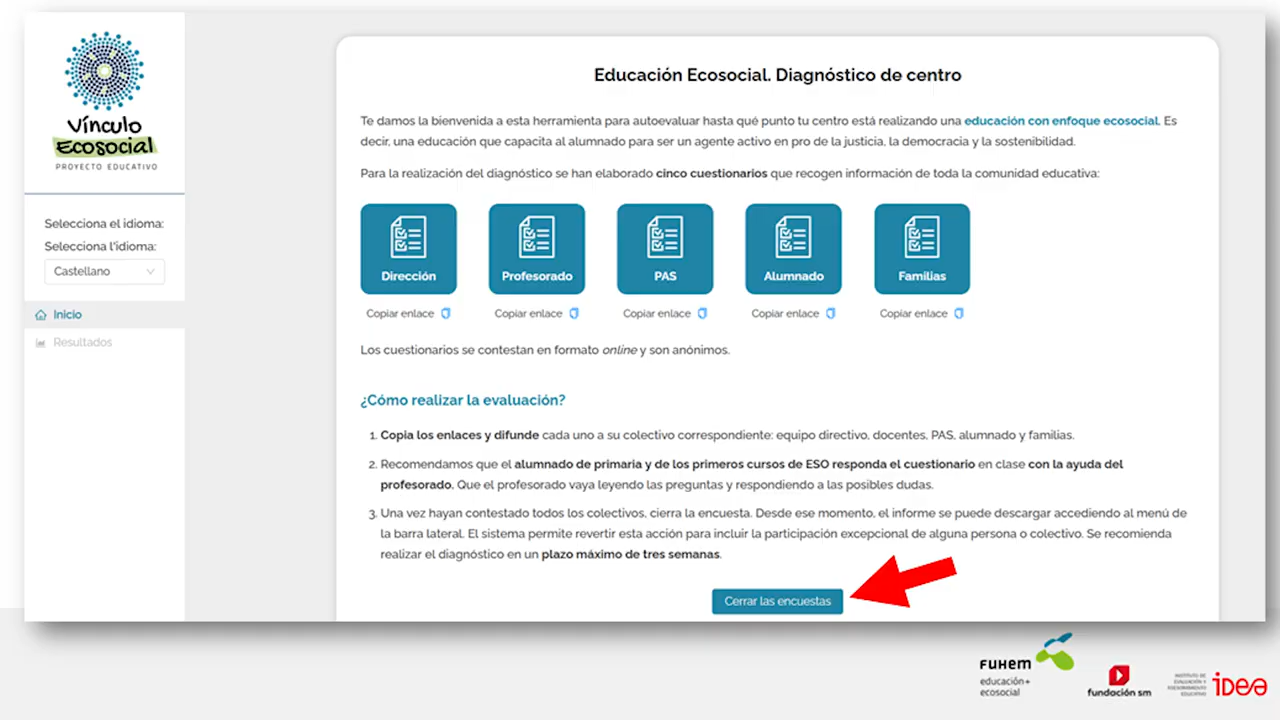 Vínculo
Ecosocial
PROYECTO EDUCATIVO
Selecciona el idioma:
Selecciona l'idioma:
Castellano
Inicio
Resultados
Educación Ecosocial. Diagnóstico de centro
Te damos la bienvenida a esta herramienta para autoevaluar hasta qué punto tu centro está realizando una educación con enfoque ecosocial. Es
decir, una educación que capacita al alumnado para ser un agente activo en pro de la justicia, la democracia y la sostenibilidad.
Para la realización del diagnóstico se han elaborado cinco cuestionarios que recogen información de toda la comunidad educativa:
Dirección Profesorado PAS Alumnado Familias
Copiar enlace Copiar enlace Copiar enlace Copiar enlace Copiar enlace
Los cuestionarios se contestan en formato online y son anónimos.
¿Cómo realizar la evaluación?
1. Copia los enlaces y difunde cada uno a su colectivo correspondiente: equipo directivo, docentes, PAS, alumnado y familias.
2. Recomendamos que el alumnado de primaria y de los primeros cursos de ESO responda el cuestionario en clase con la ayuda del
profesorado. Que el profesorado vaya leyendo las preguntas y respondiendo a las posibles dudas.
3. Una vez hayan contestado todos los colectivos, cierra la encuesta. Desde ese momento, el informe se puede descargar accediendo al menú de
la barra lateral. El sistema permite revertir esta acción para incluir la participación excepcional de alguna persona o colectivo. Se recomienda
realizar el diagnóstico en un plazo máximo de tres semanas.
Cerrar las encuestas
FUHEM
educación+
ecosocial
fundación sm
INSTITUTO DE
EVALUACIÓN Y
ASESORAMIENTO
EDUCATIVO
idea